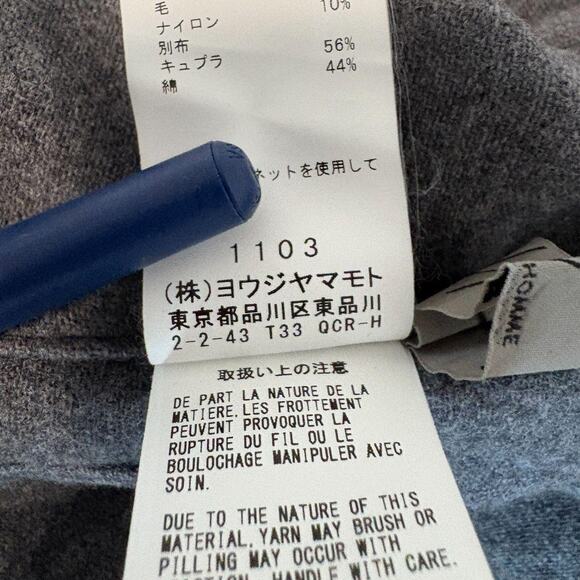 毛 10%
ナイロン
別布
キュプラ 56%
綿 44%
ネットを使用して
1103
(株)ヨウジヤマモト
東京都品川区東品川
2-2-43 T33 QCR-H
HOMME
取扱い上の注意
DE PART LA NATURE DE LA
MATIERE.LES FROTTEMENT
PEUVENT PROVOQUER LA
RUPTURE DU FIL OU LE
BOULOCHAGE MANIPULER AVEC
SOIN.
DUE TO THE NATURE OF THIS
MATERIAL.YARN MAY BRUSH OR
PILLING MAY OCCUR WITH
FRICTION. HANDLE WITH CARE.